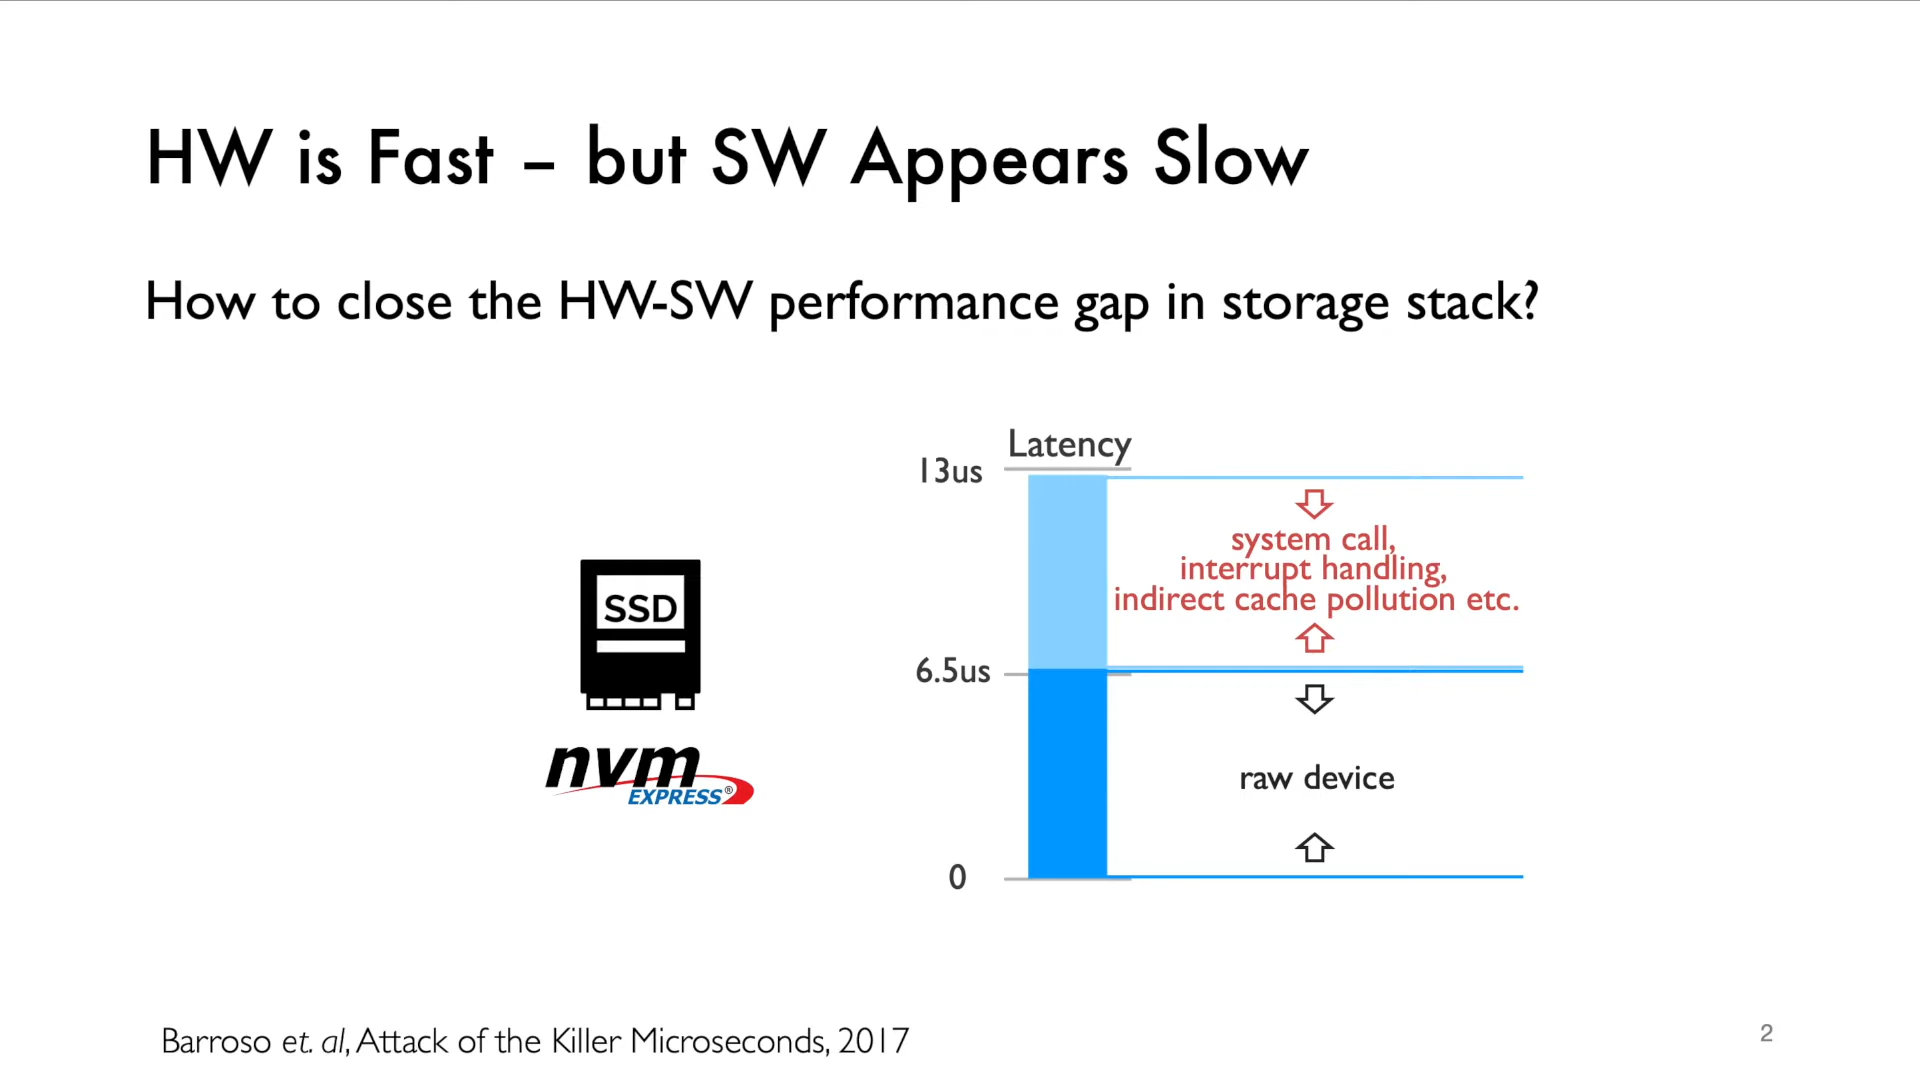 HW is Fast – but SW Appears Slow
How to close the HW-SW performance gap in storage stack?
Latency
13us
system call,
interrupt handling,
indirect cache pollution etc.
SSD
6.5us
nvm
EXPRESS®
raw device
0
Barroso et. al, Attack of the Killer Microseconds, 2017
2